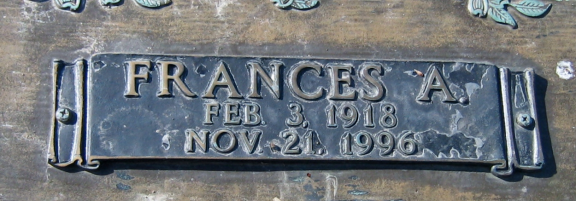 FRANCES A.
FEB. 3, 1918
NOV. 21, 1996